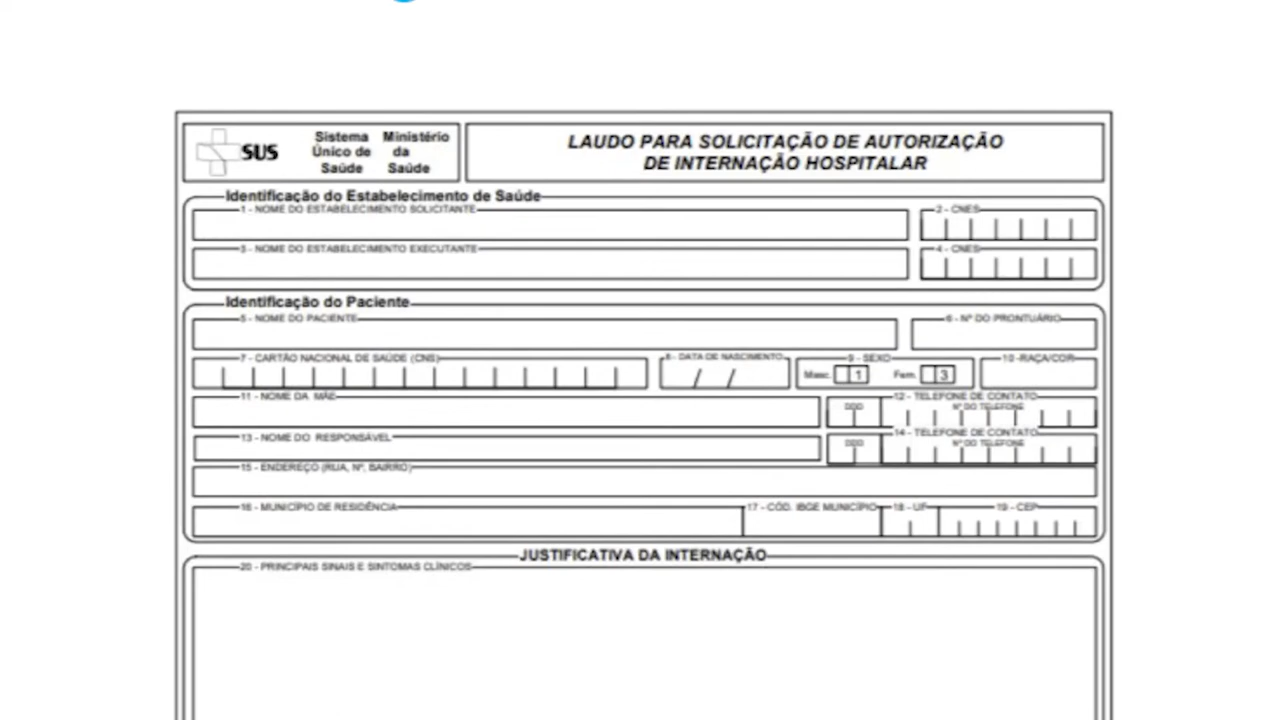 SUS
Sistema Único de Saúde
Ministério da Saúde
LAUDO PARA SOLICITAÇÃO DE AUTORIZAÇÃO
DE INTERNAÇÃO HOSPITALAR
Identificação do Estabelecimento de Saúde
1 - NOME DO ESTABELECIMENTO SOLICITANTE
2 - CNES
3 - NOME DO ESTABELECIMENTO EXECUTANTE
4 - CNES
Identificação do Paciente
5 - NOME DO PACIENTE
6 - Nº DO PRONTUÁRIO
7 - CARTÃO NACIONAL DE SAÚDE (CNS)
8 - DATA DE NASCIMENTO
/ /
9 - SEXO
Masc. 1 Fem. 3
10 -RAÇA/COR
11 - NOME DA MÃE
12 - TELEFONE DE CONTATO
DDD Nº DO TELEFONE
13 - NOME DO RESPONSÁVEL
14 - TELEFONE DE CONTATO
DDD Nº DO TELEFONE
15 - ENDEREÇO (RUA, Nº, BAIRRO)
16 - MUNICÍPIO DE RESIDÊNCIA
17 - CÓD. IBGE MUNICÍPIO
18 - UF
19 - CEP
JUSTIFICATIVA DA INTERNAÇÃO
20 - PRINCIPAIS SINAIS E SINTOMAS CLÍNICOS